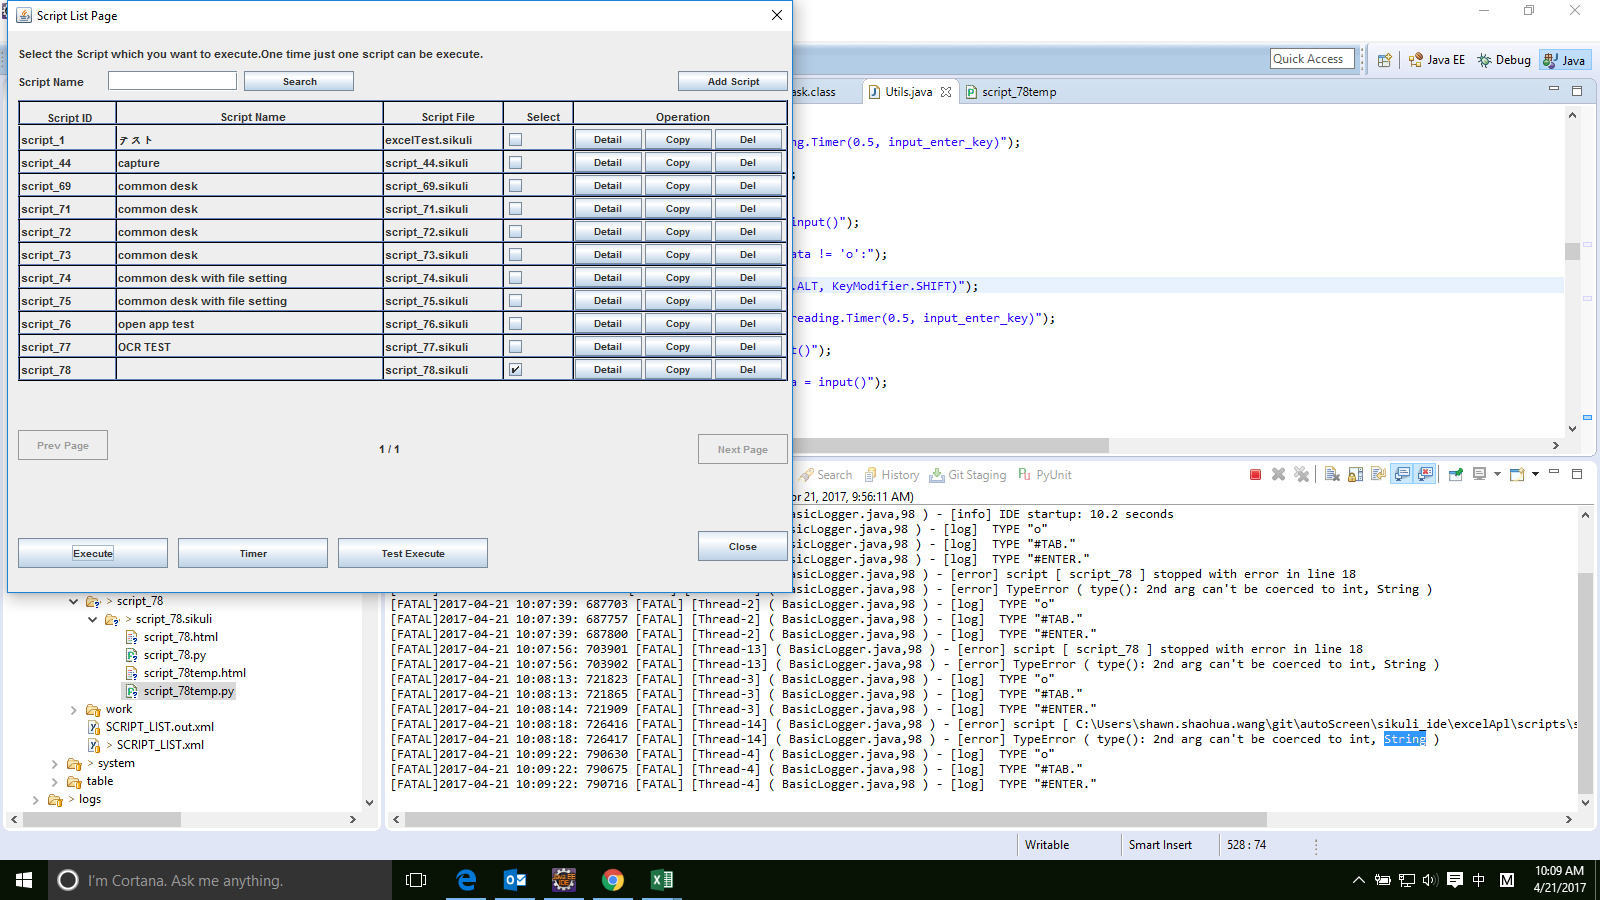 Script List Page
Select the Script which you want to execute.One time just one script can be execute.
Script Name
Search
Add Script
Script ID Script Name Script File Select Operation
script_1 テスト excelTest.sikuli Detail Copy Del
script_44 capture script_44.sikuli Detail Copy Del
script_69 common desk script_69.sikuli Detail Copy Del
script_71 common desk script_71.sikuli Detail Copy Del
script_72 common desk script_72.sikuli Detail Copy Del
script_73 common desk script_73.sikuli Detail Copy Del
script_74 common desk with file setting script_74.sikuli Detail Copy Del
script_75 common desk with file setting script_75.sikuli Detail Copy Del
script_76 open app test script_76.sikuli Detail Copy Del
script_77 OCR TEST script_77.sikuli Detail Copy Del
script_78 script_78.sikuli Detail Copy Del
Prev Page
1 / 1
Next Page
Execute
Timer
Test Execute
Close
Quick Access
Java EE
Debug
Java
ask.class
Utils.java
script_78temp
ng.Timer(0.5, input_enter_key)");
;
input()");
ata != 'o':");
.ALT, KeyModifier.SHIFT)");
reading.Timer(0.5, input_enter_key)");
t()");
a = input()");
Search
History
Git Staging
PyUnit
pr 21, 2017, 9:56:11 AM)
asicLogger.java,98 ) - [info] IDE startup: 10.2 seconds
asicLogger.java,98 ) - [log] TYPE "o"
asicLogger.java,98 ) - [log] TYPE "#TAB."
asicLogger.java,98 ) - [log] TYPE "#ENTER."
asicLogger.java,98 ) - [error] script [ script_78 ] stopped with error in line 18
asicLogger.java,98 ) - [error] TypeError ( type(): 2nd arg can't be coerced to int, String )
[FATAL]2017-04-21 10:07:39: 687703 [FATAL] [Thread-2] ( BasicLogger.java,98 ) - [log] TYPE "o"
[FATAL]2017-04-21 10:07:39: 687757 [FATAL] [Thread-2] ( BasicLogger.java,98 ) - [log] TYPE "#TAB."
[FATAL]2017-04-21 10:07:39: 687800 [FATAL] [Thread-2] ( BasicLogger.java,98 ) - [log] TYPE "#ENTER."
[FATAL]2017-04-21 10:07:56: 703901 [FATAL] [Thread-13] ( BasicLogger.java,98 ) - [error] script [ script_78 ] stopped with error in line 18
[FATAL]2017-04-21 10:07:56: 703902 [FATAL] [Thread-13] ( BasicLogger.java,98 ) - [error] TypeError ( type(): 2nd arg can't be coerced to int, String )
[FATAL]2017-04-21 10:08:13: 721823 [FATAL] [Thread-3] ( BasicLogger.java,98 ) - [log] TYPE "o"
[FATAL]2017-04-21 10:08:13: 721865 [FATAL] [Thread-3] ( BasicLogger.java,98 ) - [log] TYPE "#TAB."
[FATAL]2017-04-21 10:08:14: 721909 [FATAL] [Thread-3] ( BasicLogger.java,98 ) - [log] TYPE "#ENTER."
[FATAL]2017-04-21 10:08:18: 726416 [FATAL] [Thread-14] ( BasicLogger.java,98 ) - [error] script [ C:\Users\shawn.shaohua.wang\git\autoScreen\sikuli_ide\excelApl\scripts\s
[FATAL]2017-04-21 10:08:18: 726417 [FATAL] [Thread-14] ( BasicLogger.java,98 ) - [error] TypeError ( type(): 2nd arg can't be coerced to int, String )
[FATAL]2017-04-21 10:09:22: 790630 [FATAL] [Thread-4] ( BasicLogger.java,98 ) - [log] TYPE "o"
[FATAL]2017-04-21 10:09:22: 790675 [FATAL] [Thread-4] ( BasicLogger.java,98 ) - [log] TYPE "#TAB."
[FATAL]2017-04-21 10:09:22: 790716 [FATAL] [Thread-4] ( BasicLogger.java,98 ) - [log] TYPE "#ENTER."
> script_78
> script_78.sikuli
script_78.html
script_78.py
script_78temp.html
script_78temp.py
work
SCRIPT_LIST.out.xml
> SCRIPT_LIST.xml
> system
table
> logs
Writable
Smart Insert
528 : 74
I'm Cortana. Ask me anything.
中
M
10:09 AM
4/21/2017